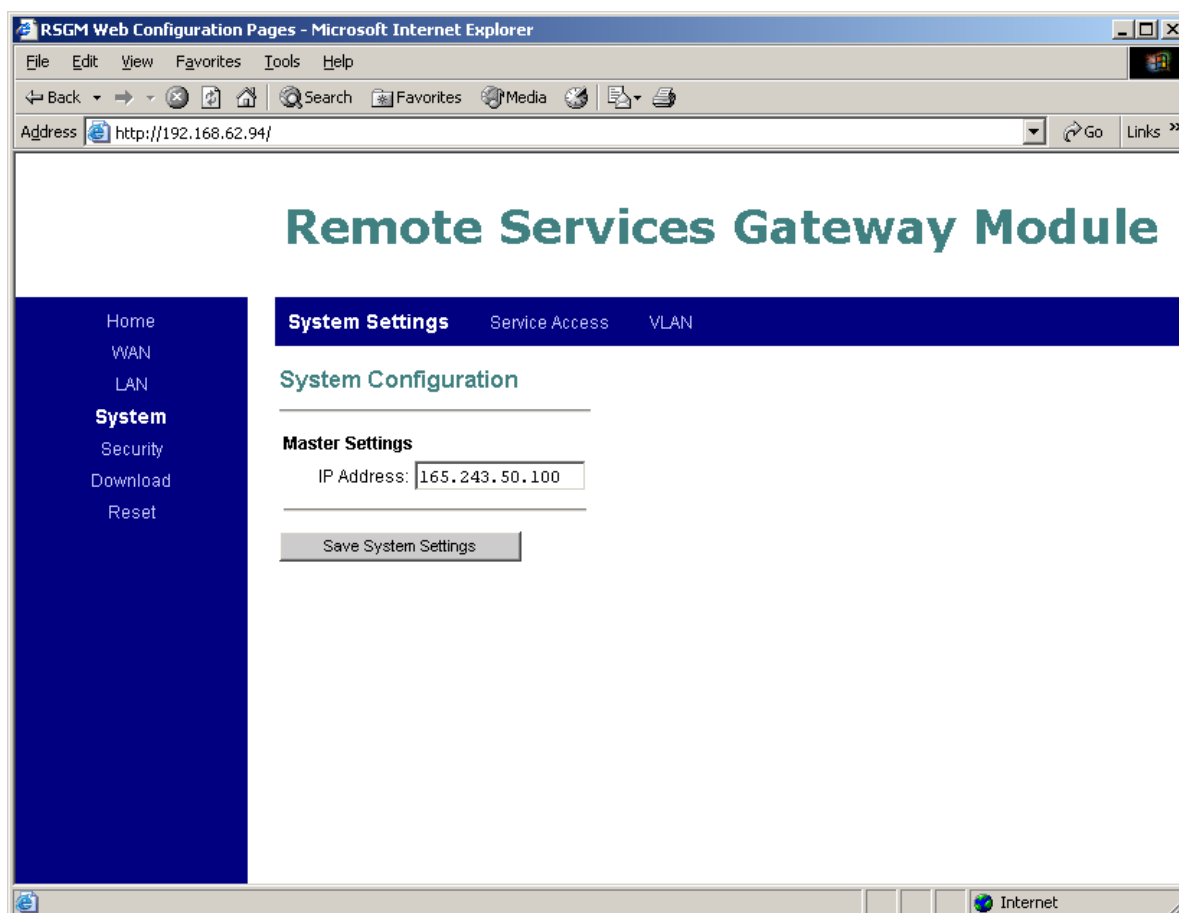 RSGM Web Configuration Pages - Microsoft Internet Explorer
File Edit View Favorites Tools Help
Back Search Favorites Media
Address http://192.168.62.94/ Go Links »
Remote Services Gateway Module
Home
WAN
LAN
System
Security
Download
Reset
System Settings Service Access VLAN
System Configuration
Master Settings
IP Address: 165.243.50.100
Save System Settings
Internet